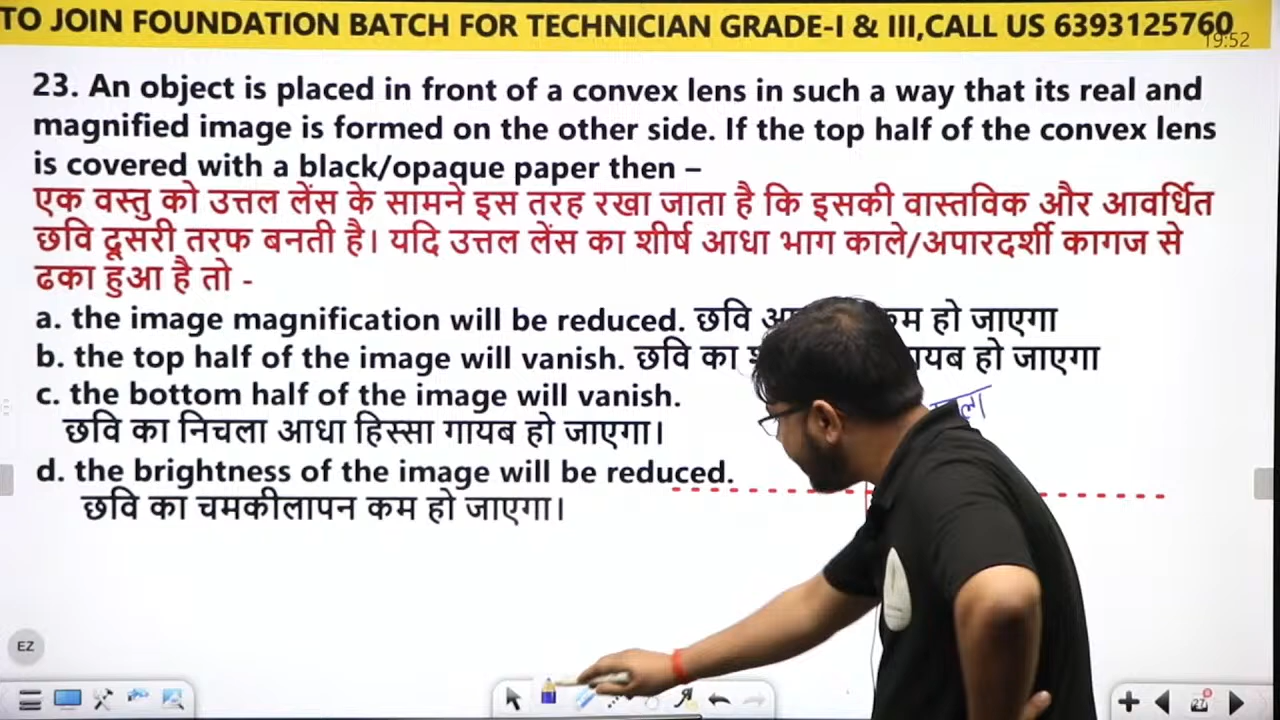 TO JOIN FOUNDATION BATCH FOR TECHNICIAN GRADE-I & III,CALL US 6393125760
19:52
23. An object is placed in front of a convex lens in such a way that its real and
magnified image is formed on the other side. If the top half of the convex lens
is covered with a black/opaque paper then –
एक वस्तु को उत्तल लेंस के सामने इस तरह रखा जाता है कि इसकी वास्तविक और आवर्धित
छवि दूसरी तरफ बनती है। यदि उत्तल लेंस का शीर्ष आधा भाग काले/अपारदर्शी कागज से
ढका हुआ है तो -
a. the image magnification will be reduced. छवि हो जाएगा
b. the top half of the image will vanish. छवि का हो जाएगा
c. the bottom half of the image will vanish.
छवि का निचला आधा हिस्सा गायब हो जाएगा।
d. the brightness of the image will be reduced.
छवि का चमकीलापन कम हो जाएगा।
EZ
27